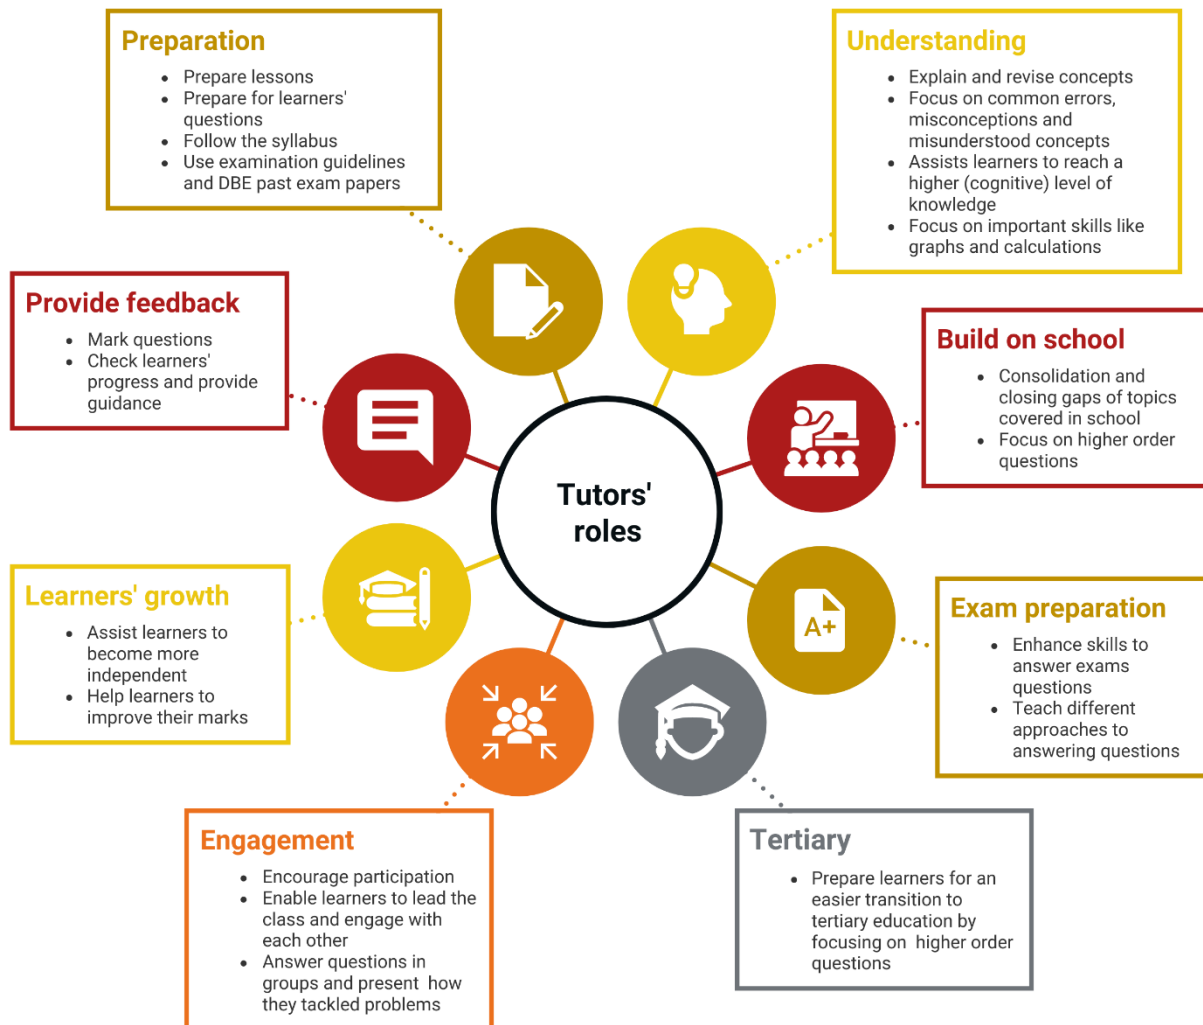 Preparation
• Prepare lessons
• Prepare for learners'
questions
• Follow the syllabus
• Use examination guidelines
and DBE past exam papers
Understanding
• Explain and revise concepts
• Focus on common errors,
misconceptions and
misunderstood concepts
• Assists learners to reach a
higher (cognitive) level of
knowledge
• Focus on important skills like
graphs and calculations
Provide feedback
• Mark questions
• Check learners'
progress and provide
guidance
Build on school
• Consolidation and
closing gaps of topics
covered in school
• Focus on higher order
questions
Tutors'
roles
Learners' growth
• Assist learners to
become more
independent
• Help learners to
improve their marks
A+
Exam preparation
• Enhance skills to
answer exams
questions
• Teach different
approaches to
answering questions
Engagement
• Encourage participation
• Enable learners to lead the
class and engage with
each other
• Answer questions in
groups and present how
they tackled problems
Tertiary
• Prepare learners for an
easier transition to
tertiary education by
focusing on higher order
questions